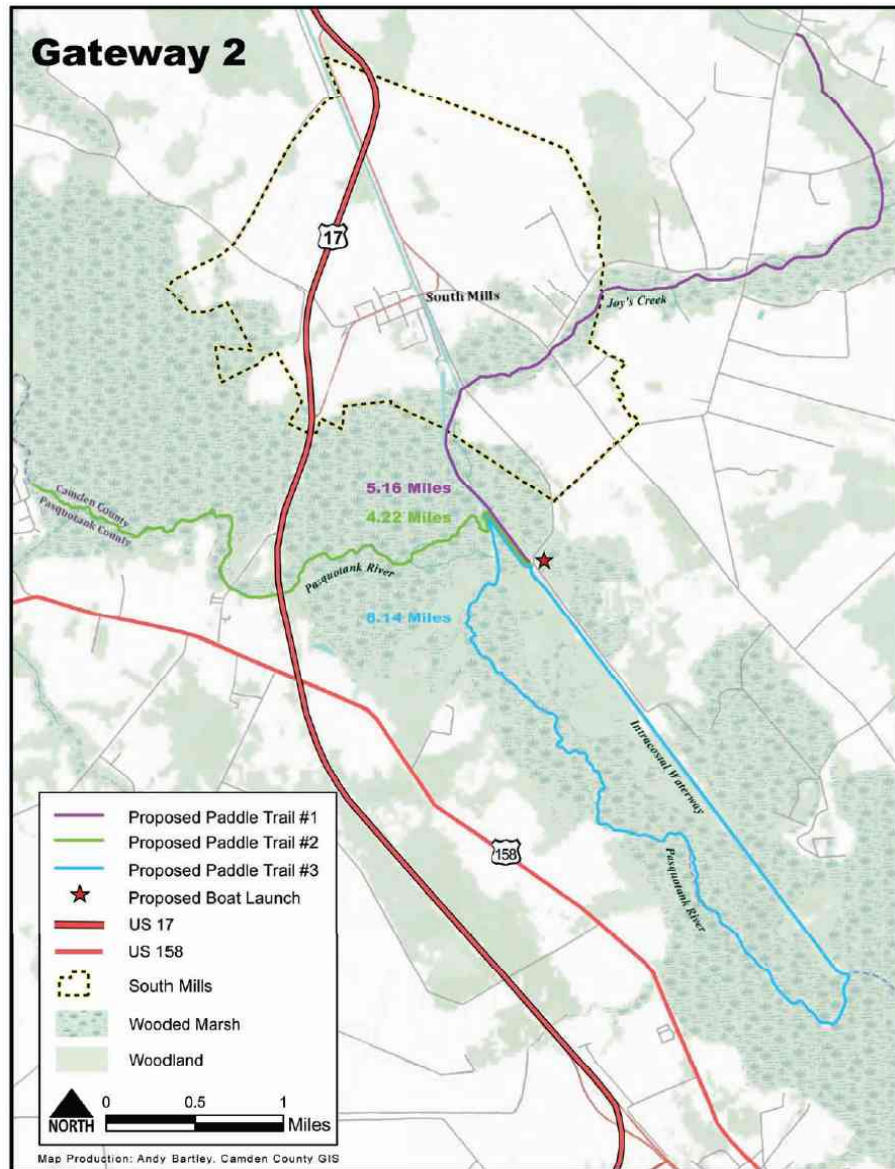 Gateway 2
17
South Mills
Joy's Creek
5.16 Miles
4.22 Miles
Camden County
Pasquotank County
Pasquotank River
6.14 Miles
Intracostal Waterway
158
Pasquotank River
Proposed Paddle Trail #1
Proposed Paddle Trail #2
Proposed Paddle Trail #3
Proposed Boat Launch
US 17
US 158
South Mills
Wooded Marsh
Woodland
0 0.5 1
NORTH Miles
Map Production: Andy Bartley, Camden County GIS